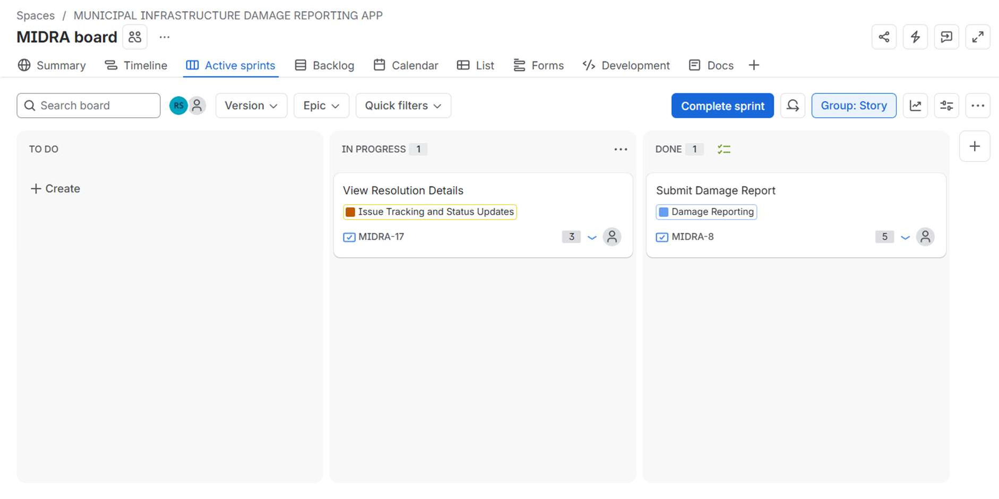 Spaces / MUNICIPAL INFRASTRUCTURE DAMAGE REPORTING APP
MIDRA board
Summary Timeline Active sprints Backlog Calendar List Forms Development Docs
Search board RS Version Epic Quick filters Complete sprint Group: Story
TO DO
Create
IN PROGRESS 1
View Resolution Details
Issue Tracking and Status Updates
MIDRA-17 3
DONE 1
Submit Damage Report
Damage Reporting
MIDRA-8 5